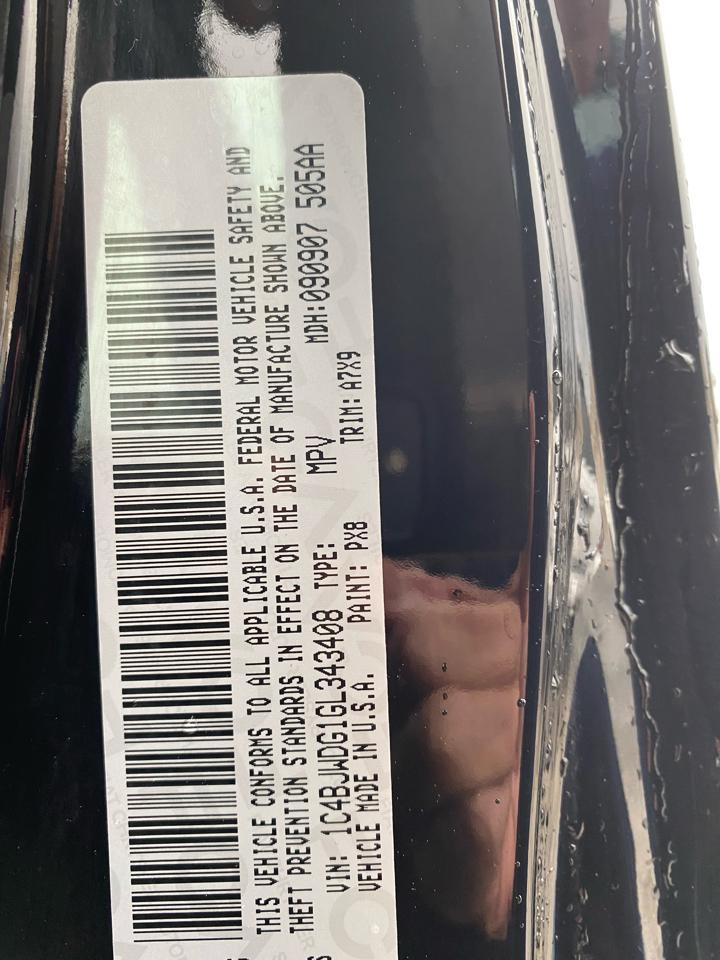 THIS VEHICLE CONFORMS TO ALL APPLICABLE U.S.A. FEDERAL MOTOR VEHICLE SAFETY AND
THEFT PREVENTION STANDARDS IN EFFECT ON THE DATE OF MANUFACTURE SHOWN ABOVE.
VIN: 1C4BJWDG1GL343408 TYPE: MPV MDH:090907 505AA
VEHICLE MADE IN U.S.A. PAINT: PX8 TRIM: A7X9